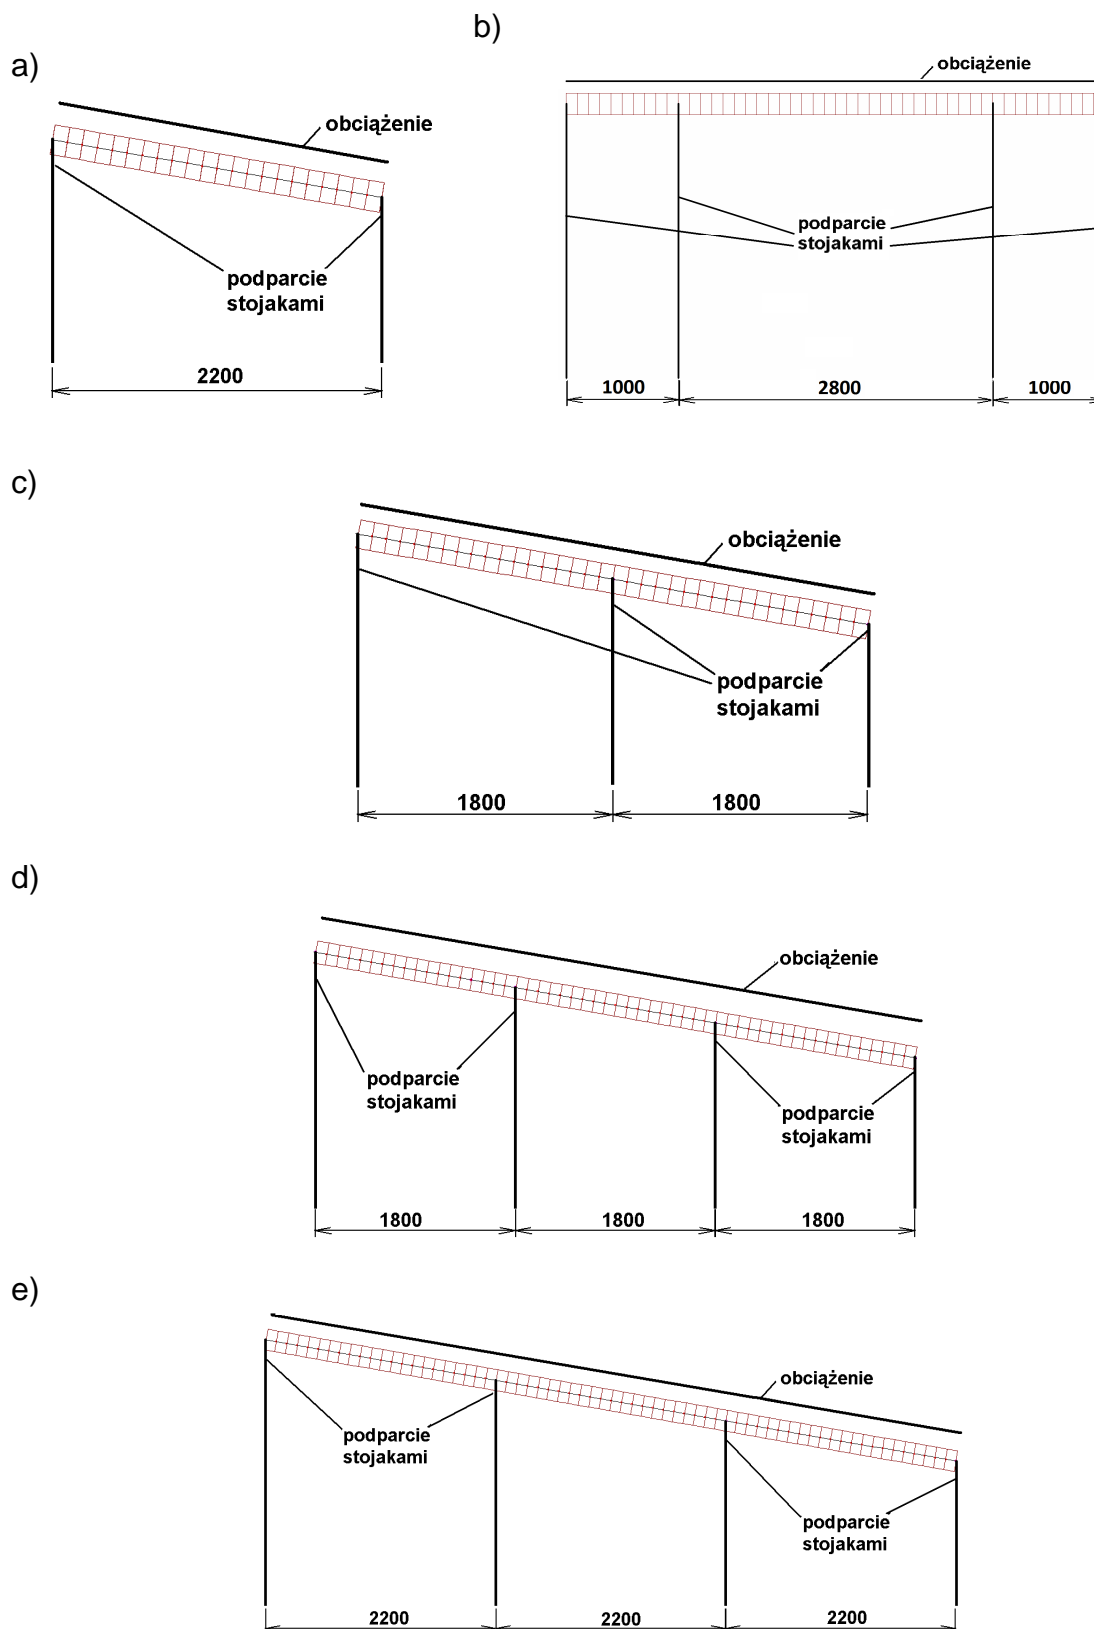 a)
obciążenie
podparcie
stojakami
2200
b)
obciążenie
podparcie
stojakami
1000
2800
1000
c)
obciążenie
podparcie
stojakami
1800
1800
d)
obciążenie
podparcie
stojakami
podparcie
stojakami
1800
1800
1800
e)
obciążenie
podparcie
stojakami
podparcie
stojakami
2200
2200
2200